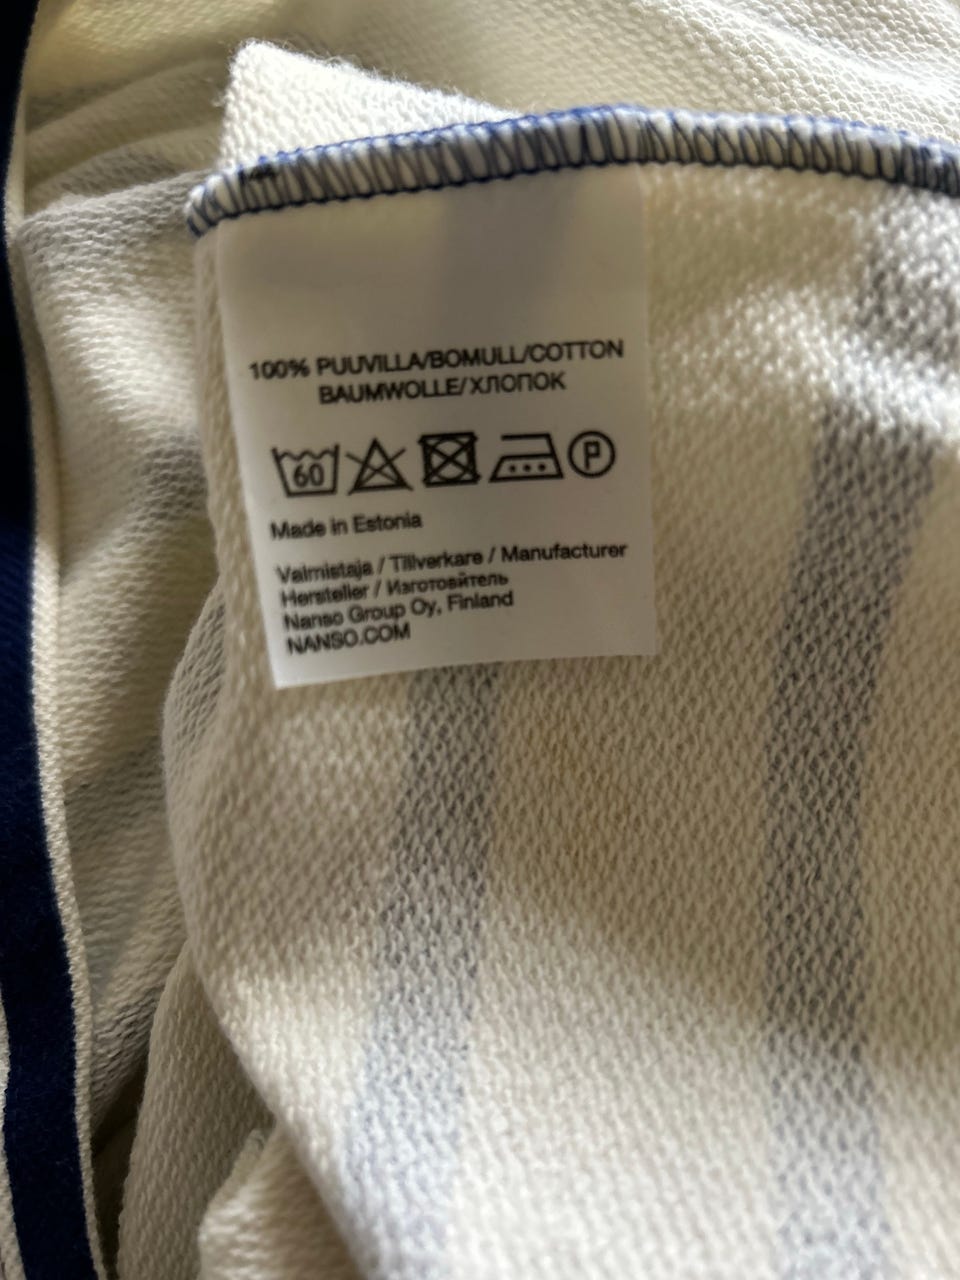 100% PUUVILLA/BOMULL/COTTON
BAUMWOLLE/ХЛОПОК
60 P
Made in Estonia
Valmistaja / Tillverkare / Manufacturer
Hersteller / Изготовитель
Nanso Group Oy, Finland
NANSO.COM